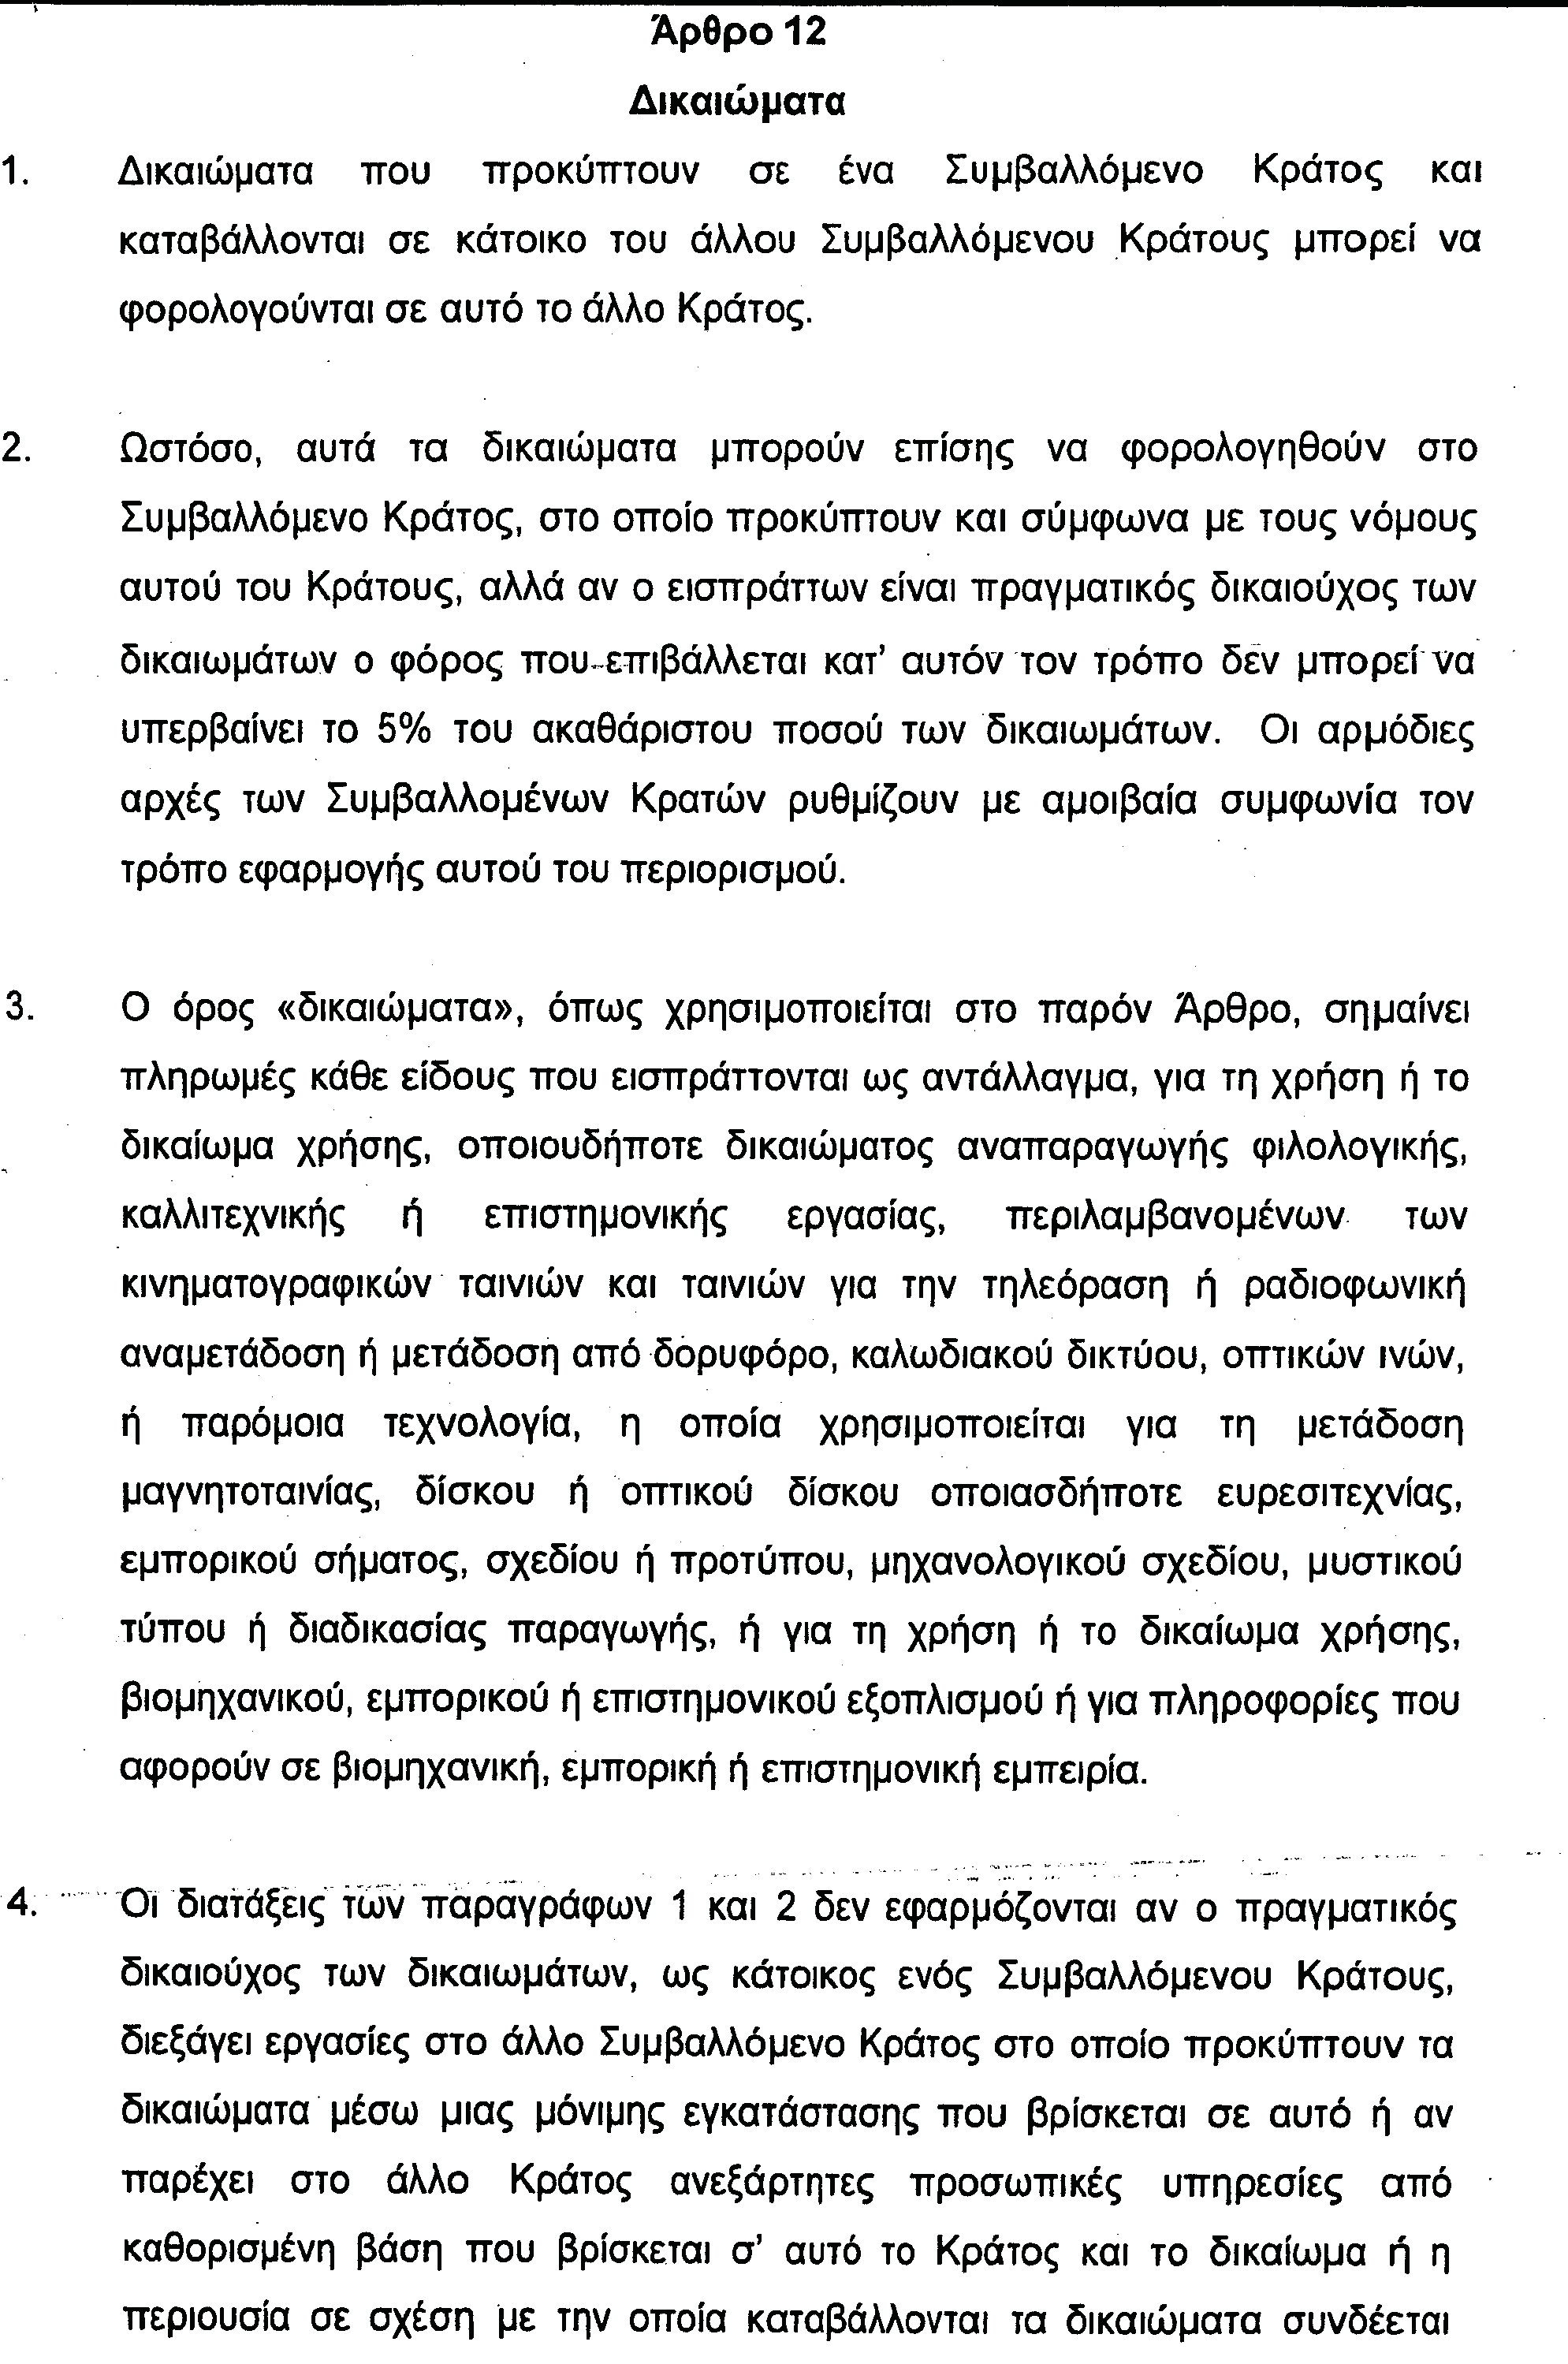 Άρθρο 12
Δικαιώματα
1. Δικαιώματα που προκύπτουν σε ένα Συμβαλλόμενο Κράτος και
καταβάλλονται σε κάτοικο του άλλου Συμβαλλόμενου Κράτους μπορεί να
φορολογούνται σε αυτό το άλλο Κράτος.
2. Ωστόσο, αυτά τα δικαιώματα μπορούν επίσης να φορολογηθούν στο
Συμβαλλόμενο Κράτος, στο οποίο προκύπτουν και σύμφωνα με τους νόμους
αυτού του Κράτους, αλλά αν ο εισπράττων είναι πραγματικός δικαιούχος των
δικαιωμάτων ο φόρος που επιβάλλεται κατ’ αυτόν τον τρόπο δεν μπορεί να
υπερβαίνει το 5% του ακαθάριστου ποσού των δικαιωμάτων. Οι αρμόδιες
αρχές των Συμβαλλομένων Κρατών ρυθμίζουν με αμοιβαία συμφωνία τον
τρόπο εφαρμογής αυτού του περιορισμού.
3. Ο όρος «δικαιώματα», όπως χρησιμοποιείται στο παρόν Άρθρο, σημαίνει
πληρωμές κάθε είδους που εισπράττονται ως αντάλλαγμα, για τη χρήση ή το
δικαίωμα χρήσης, οποιουδήποτε δικαιώματος αναπαραγωγής φιλολογικής,
καλλιτεχνικής ή επιστημονικής εργασίας, περιλαμβανομένων των
κινηματογραφικών ταινιών και ταινιών για την τηλεόραση ή ραδιοφωνική
αναμετάδοση ή μετάδοση από δορυφόρο, καλωδιακού δικτύου, οπτικών ινών,
ή παρόμοια τεχνολογία, η οποία χρησιμοποιείται για τη μετάδοση
μαγνητοταινίας, δίσκου ή οπτικού δίσκου οποιασδήποτε ευρεσιτεχνίας,
εμπορικού σήματος, σχεδίου ή προτύπου, μηχανολογικού σχεδίου, μυστικού
τύπου ή διαδικασίας παραγωγής, ή για τη χρήση ή το δικαίωμα χρήσης,
βιομηχανικού, εμπορικού ή επιστημονικού εξοπλισμού ή για πληροφορίες που
αφορούν σε βιομηχανική, εμπορική ή επιστημονική εμπειρία.
4. Οι διατάξεις των παραγράφων 1 και 2 δεν εφαρμόζονται αν ο πραγματικός
δικαιούχος των δικαιωμάτων, ως κάτοικος ενός Συμβαλλόμενου Κράτους,
διεξάγει εργασίες στο άλλο Συμβαλλόμενο Κράτος στο οποίο προκύπτουν τα
δικαιώματα μέσω μιας μόνιμης εγκατάστασης που βρίσκεται σε αυτό ή αν
παρέχει στο άλλο Κράτος ανεξάρτητες προσωπικές υπηρεσίες από
καθορισμένη βάση που βρίσκεται σ’ αυτό το Κράτος και το δικαίωμα ή η
περιουσία σε σχέση με την οποία καταβάλλονται τα δικαιώματα συνδέεται